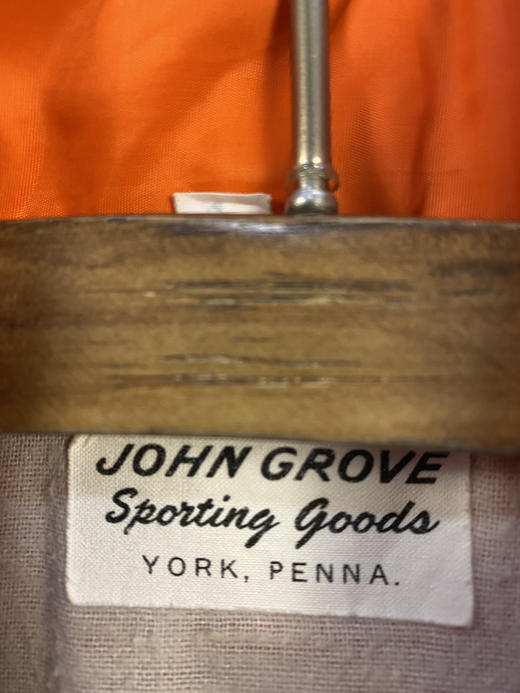 JOHN GROVE
Sporting Goods
YORK, PENNA.